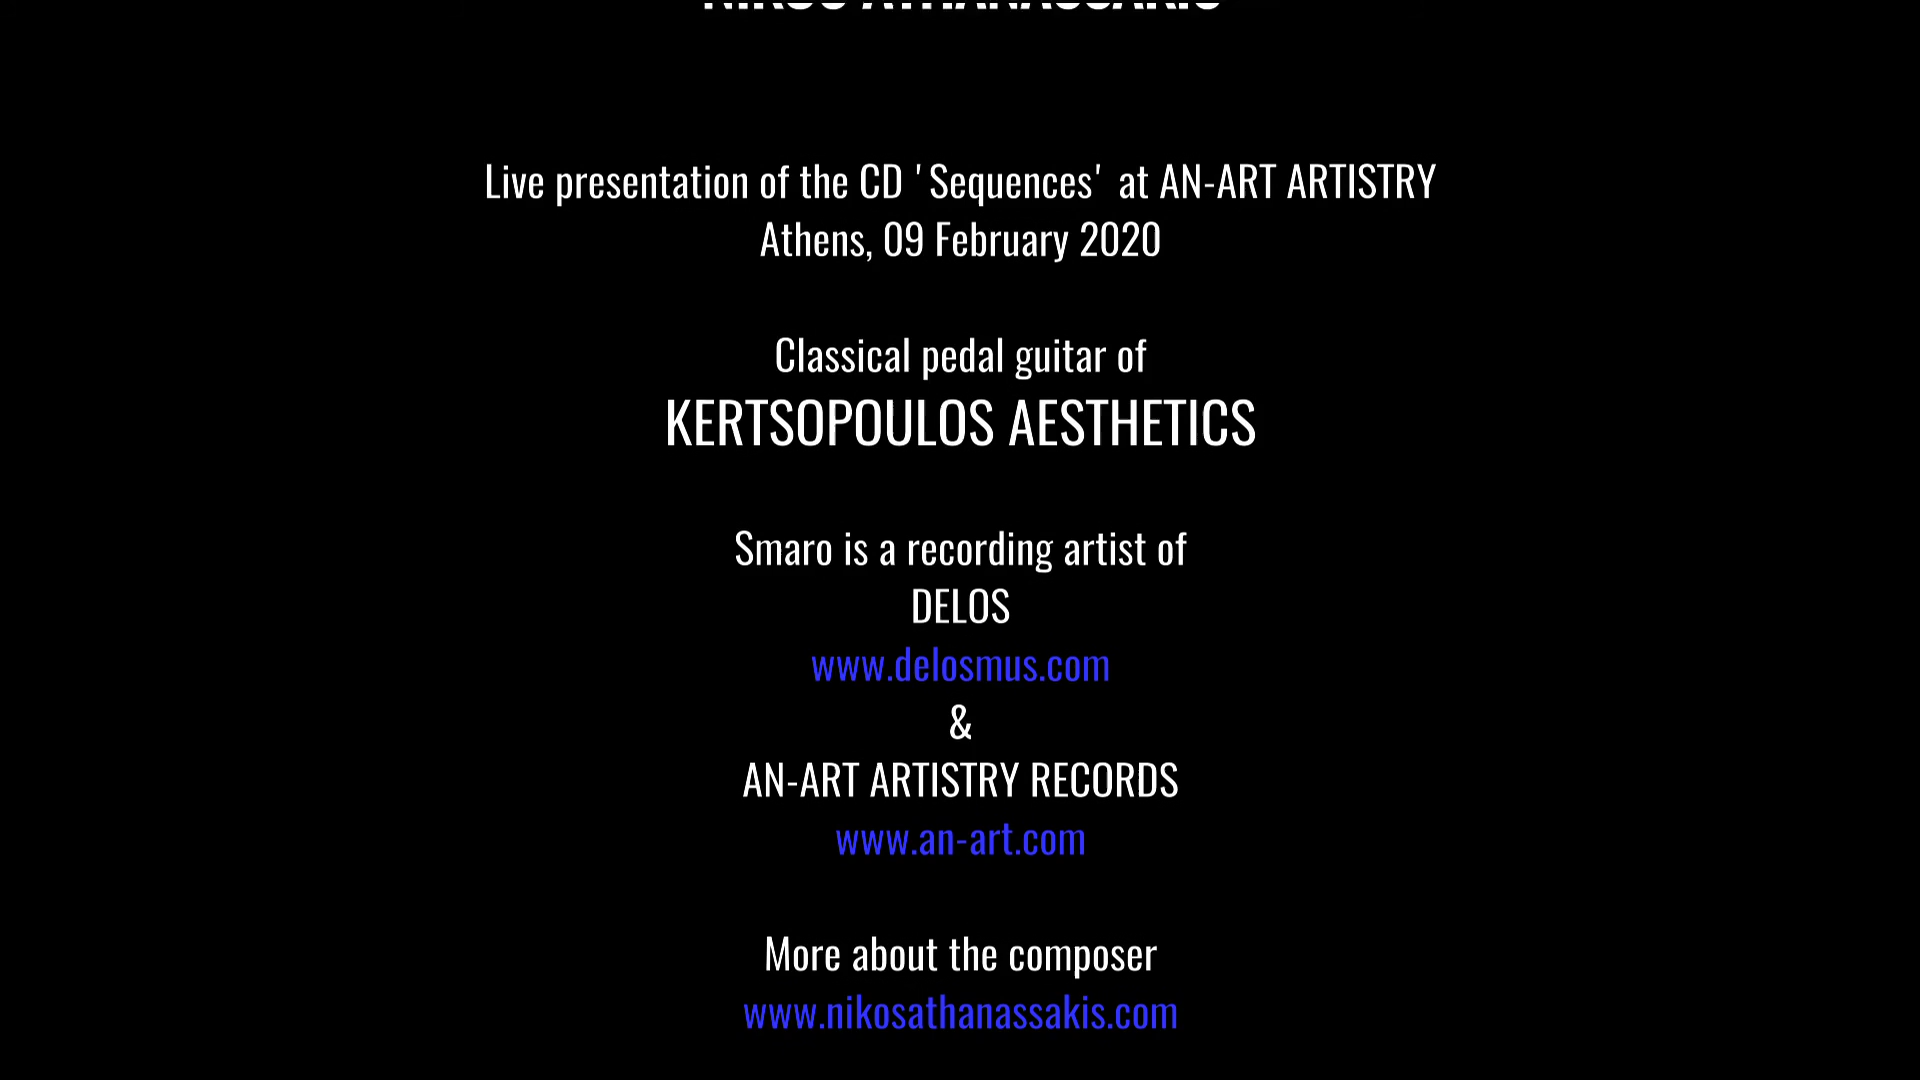 NIKOS ATHANASSAKIS
Live presentation of the CD 'Sequences' at AN-ART ARTISTRY
Athens, 09 February 2020
Classical pedal guitar of
KERTSOPOULOS AESTHETICS
Smaro is a recording artist of
DELOS
www.delosmus.com
&
AN-ART ARTISTRY RECORDS
www.an-art.com
More about the composer
www.nikosathanassakis.com